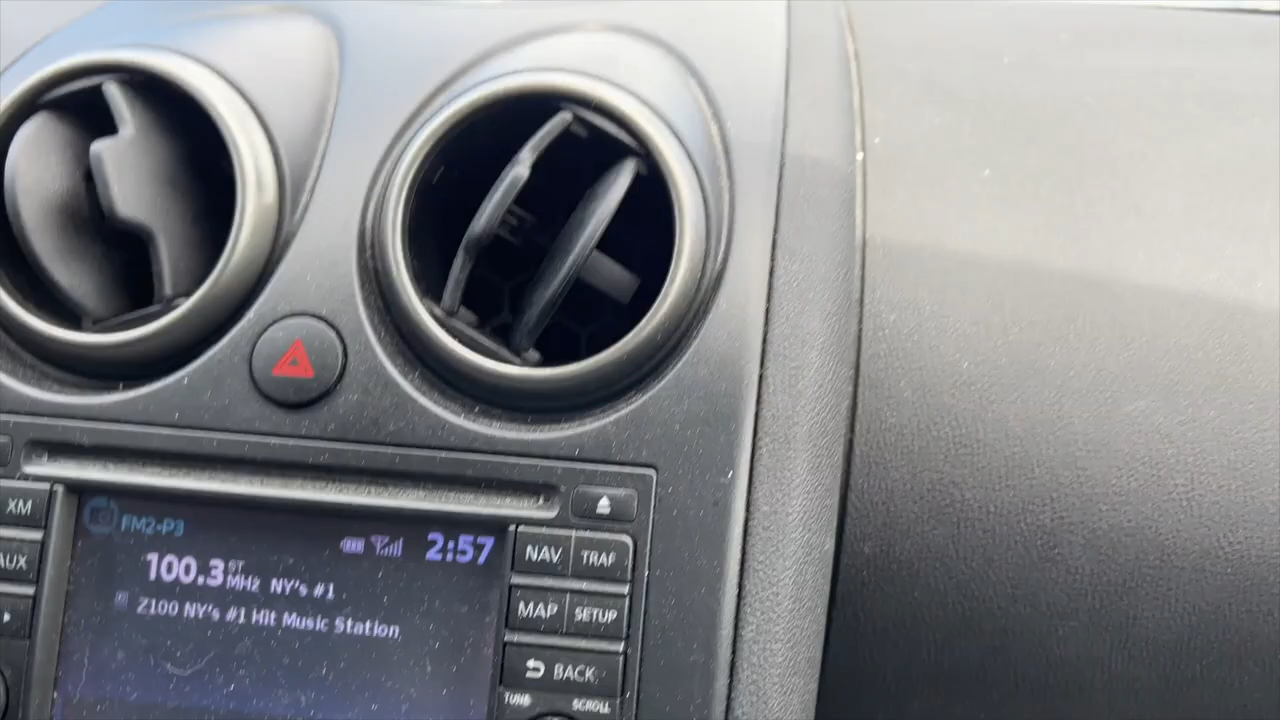 XM
AUX
FM2-P3
2:57
100.3 ST MHz NY's #1
Z100 NY's #1 Hit Music Station
NAV TRAF
MAP SETUP
BACK
TUNE SCROLL